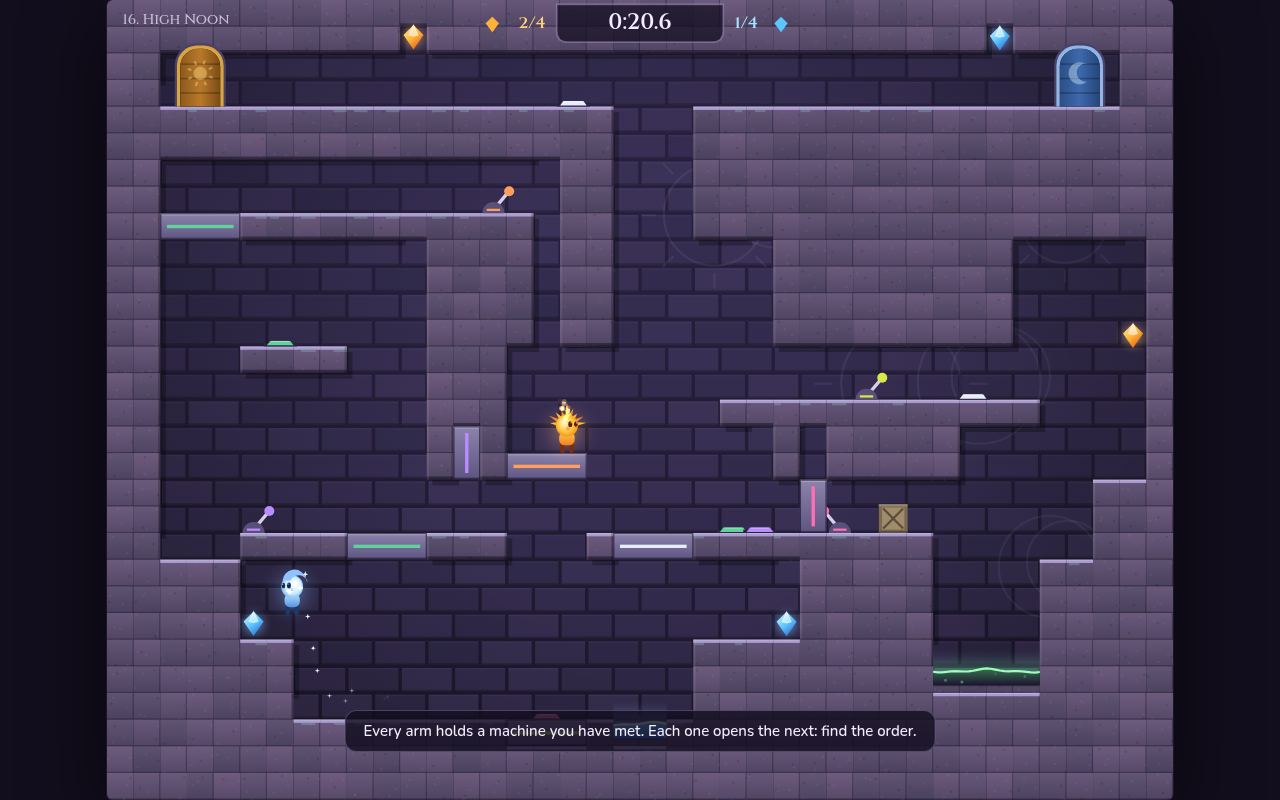 16. High Noon
2/4
0:20.6
1/4
Every arm holds a machine you have met. Each one opens the next: find the order.